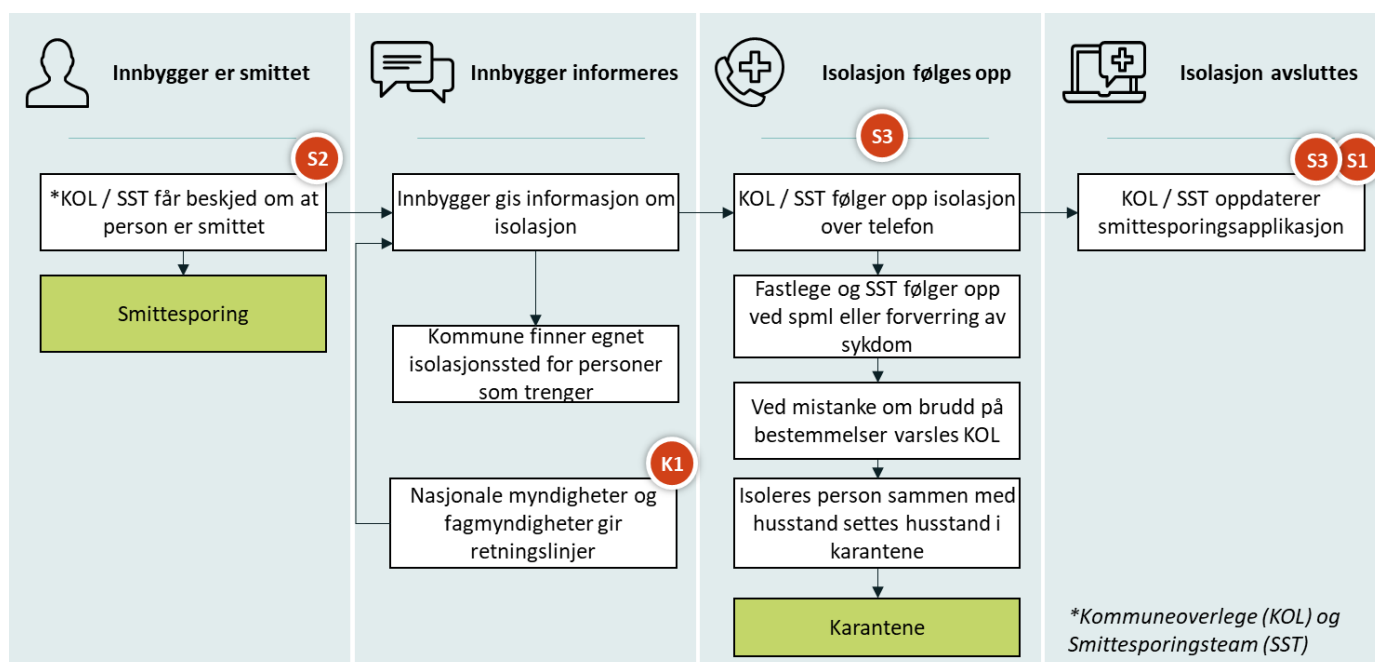 Innbygger er smittet
S2
*KOL / SST får beskjed om at
person er smittet
Smittesporing
Innbygger informeres
Innbygger gis informasjon om
isolasjon
Kommune finner egnet
isolasjonssted for personer
som trenger
K1
Nasjonale myndigheter og
fagmyndigheter gir
retningslinjer
Isolasjon følges opp
S3
KOL / SST følger opp isolasjon
over telefon
Fastlege og SST følger opp
ved spml eller forverring av
sykdom
Ved mistanke om brudd på
bestemmelser varsles KOL
Isoleres person sammen med
husstand settes husstand i
karantene
Karantene
Isolasjon avsluttes
S3 S1
KOL / SST oppdaterer
smittesporingsapplikasjon
*Kommuneoverlege (KOL) og
Smittesporingsteam (SST)